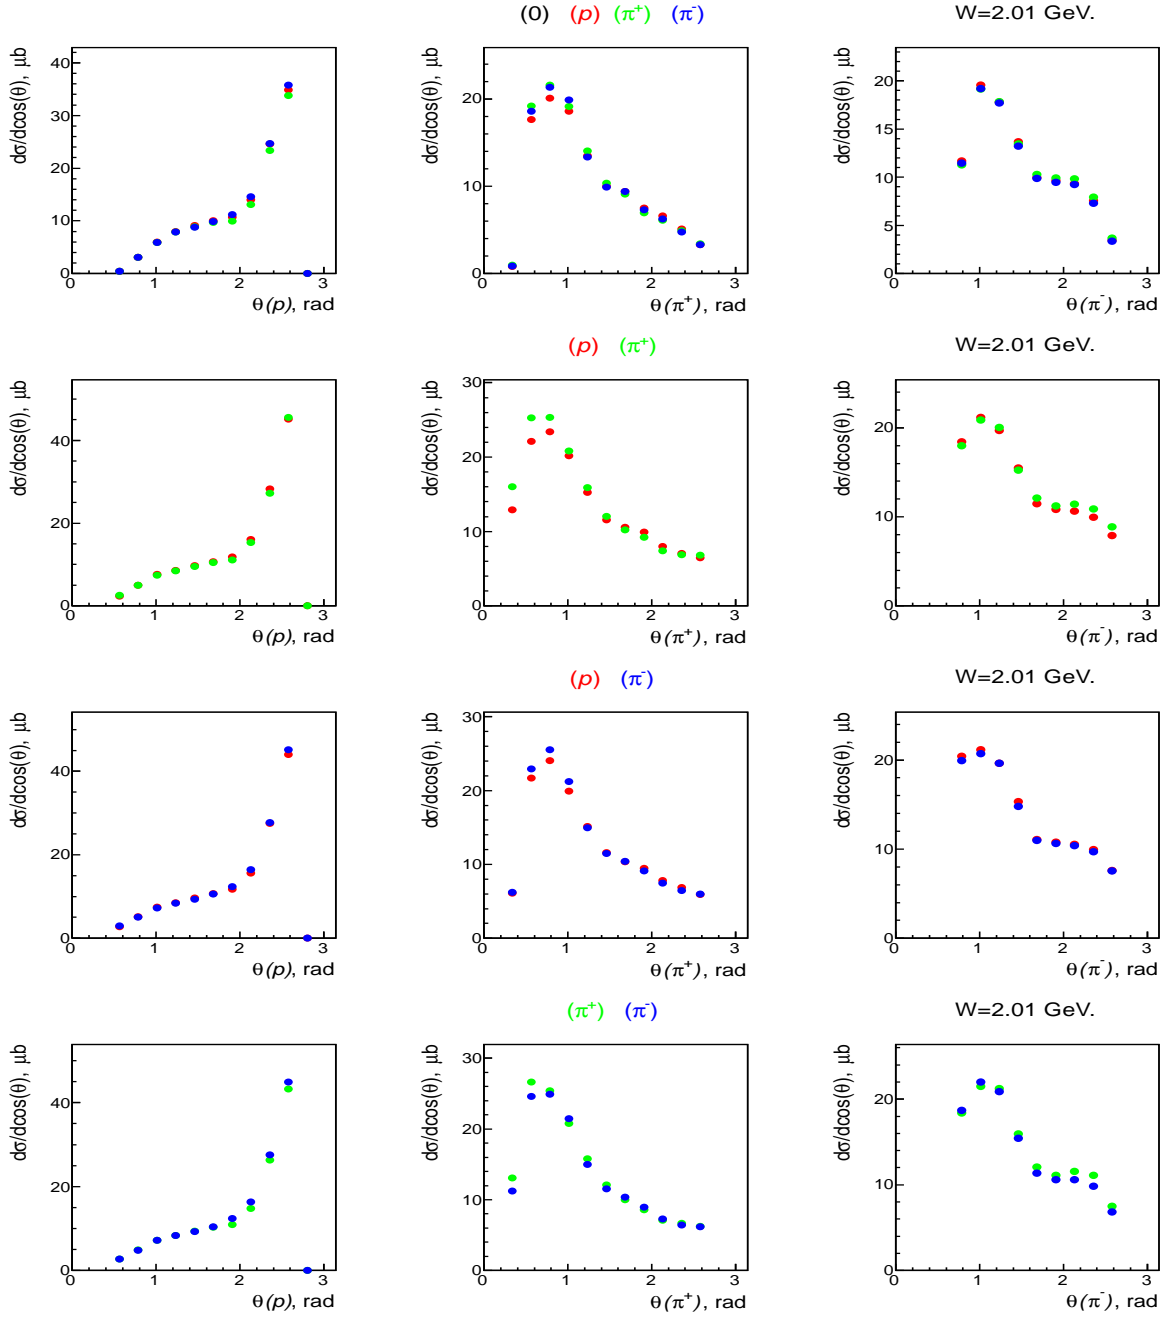 (0) (p) (π⁺) (π⁻) W=2.01 GeV.
dσ/dcos(θ), μb
40
30
20
10
0
0 1 2 3
θ(p), rad
dσ/dcos(θ), μb
20
10
0
0 1 2 3
θ(π⁺), rad
dσ/dcos(θ), μb
20
15
10
5
0
0 1 2 3
θ(π⁻), rad
(p) (π⁺) W=2.01 GeV.
dσ/dcos(θ), μb
40
20
0
0 1 2 3
θ(p), rad
dσ/dcos(θ), μb
30
20
10
0
0 1 2 3
θ(π⁺), rad
dσ/dcos(θ), μb
20
10
0
0 1 2 3
θ(π⁻), rad
(p) (π⁻) W=2.01 GeV.
dσ/dcos(θ), μb
40
20
0
0 1 2 3
θ(p), rad
dσ/dcos(θ), μb
30
20
10
0
0 1 2 3
θ(π⁺), rad
dσ/dcos(θ), μb
20
10
0
0 1 2 3
θ(π⁻), rad
(π⁺) (π⁻) W=2.01 GeV.
dσ/dcos(θ), μb
40
20
0
0 1 2 3
θ(p), rad
dσ/dcos(θ), μb
30
20
10
0
0 1 2 3
θ(π⁺), rad
dσ/dcos(θ), μb
20
10
0
0 1 2 3
θ(π⁻), rad